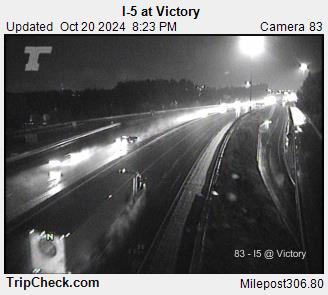 I-5 at Victory
Updated Oct 20 2024 8:23 PM Camera 83
T
N
83 - I5 @ Victory
TripCheck.com Milepost306.80